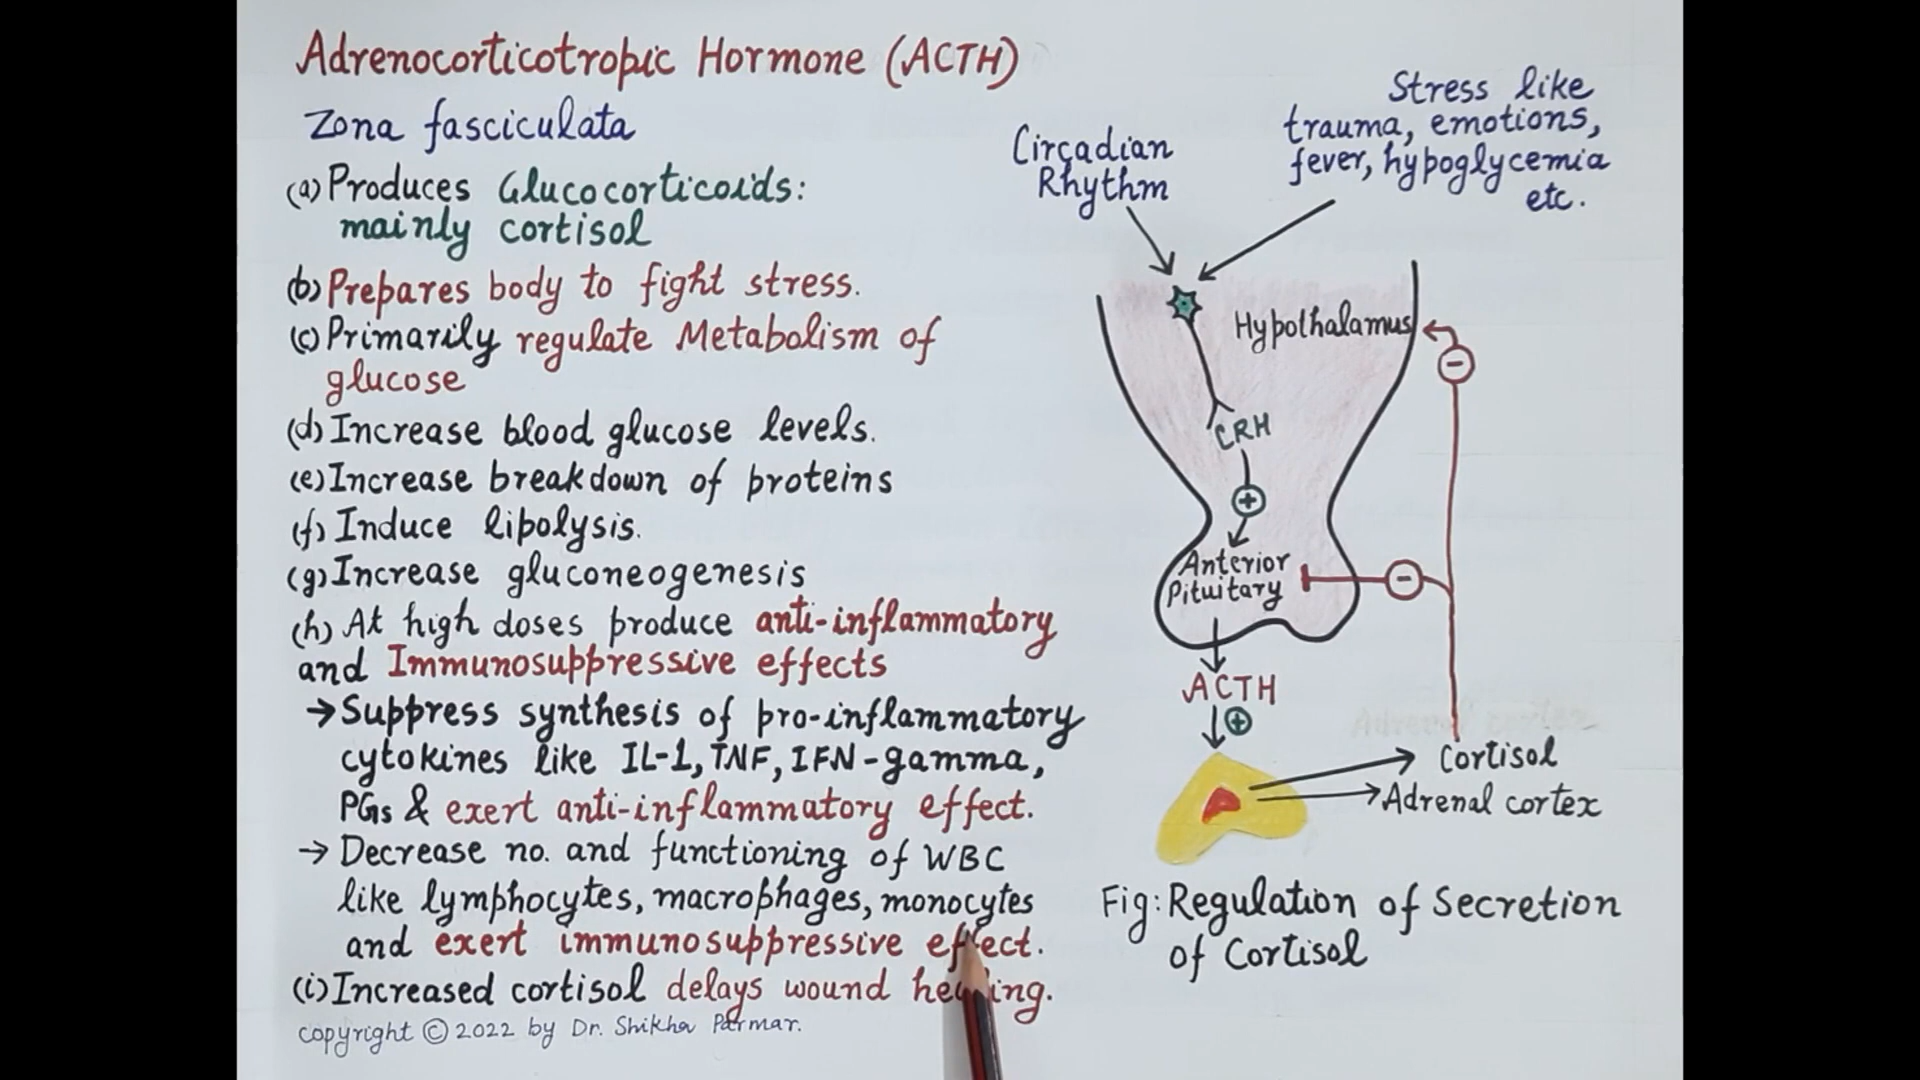 Adrenocorticotropic Hormone (ACTH)
Zona fasciculata
(a) Produces Glucocorticoids:
mainly cortisol
(b) Prepares body to fight stress.
(c) Primarily regulate Metabolism of
glucose
(d) Increase blood glucose levels.
(e) Increase breakdown of proteins
(f) Induce lipolysis.
(g) Increase gluconeogenesis
(h) At high doses produce anti-inflammatory
and Immunosuppressive effects
→ Suppress synthesis of pro-inflammatory
cytokines like IL-1, TNF, IFN-gamma,
PGs & exert anti-inflammatory effect.
→ Decrease no. and functioning of WBC
like lymphocytes, macrophages, monocytes
and exert immunosuppressive effect.
(i) Increased cortisol delays wound healing.
copyright © 2022 by Dr. Shikha Parmar.
Circadian
Rhythm
Stress like
trauma, emotions,
fever, hypoglycemia
etc.
Hypothalamus
-
CRH
+
Anterior
Pituitary
-
ACTH
+
Cortisol
Adrenal cortex
Fig: Regulation of Secretion
of Cortisol